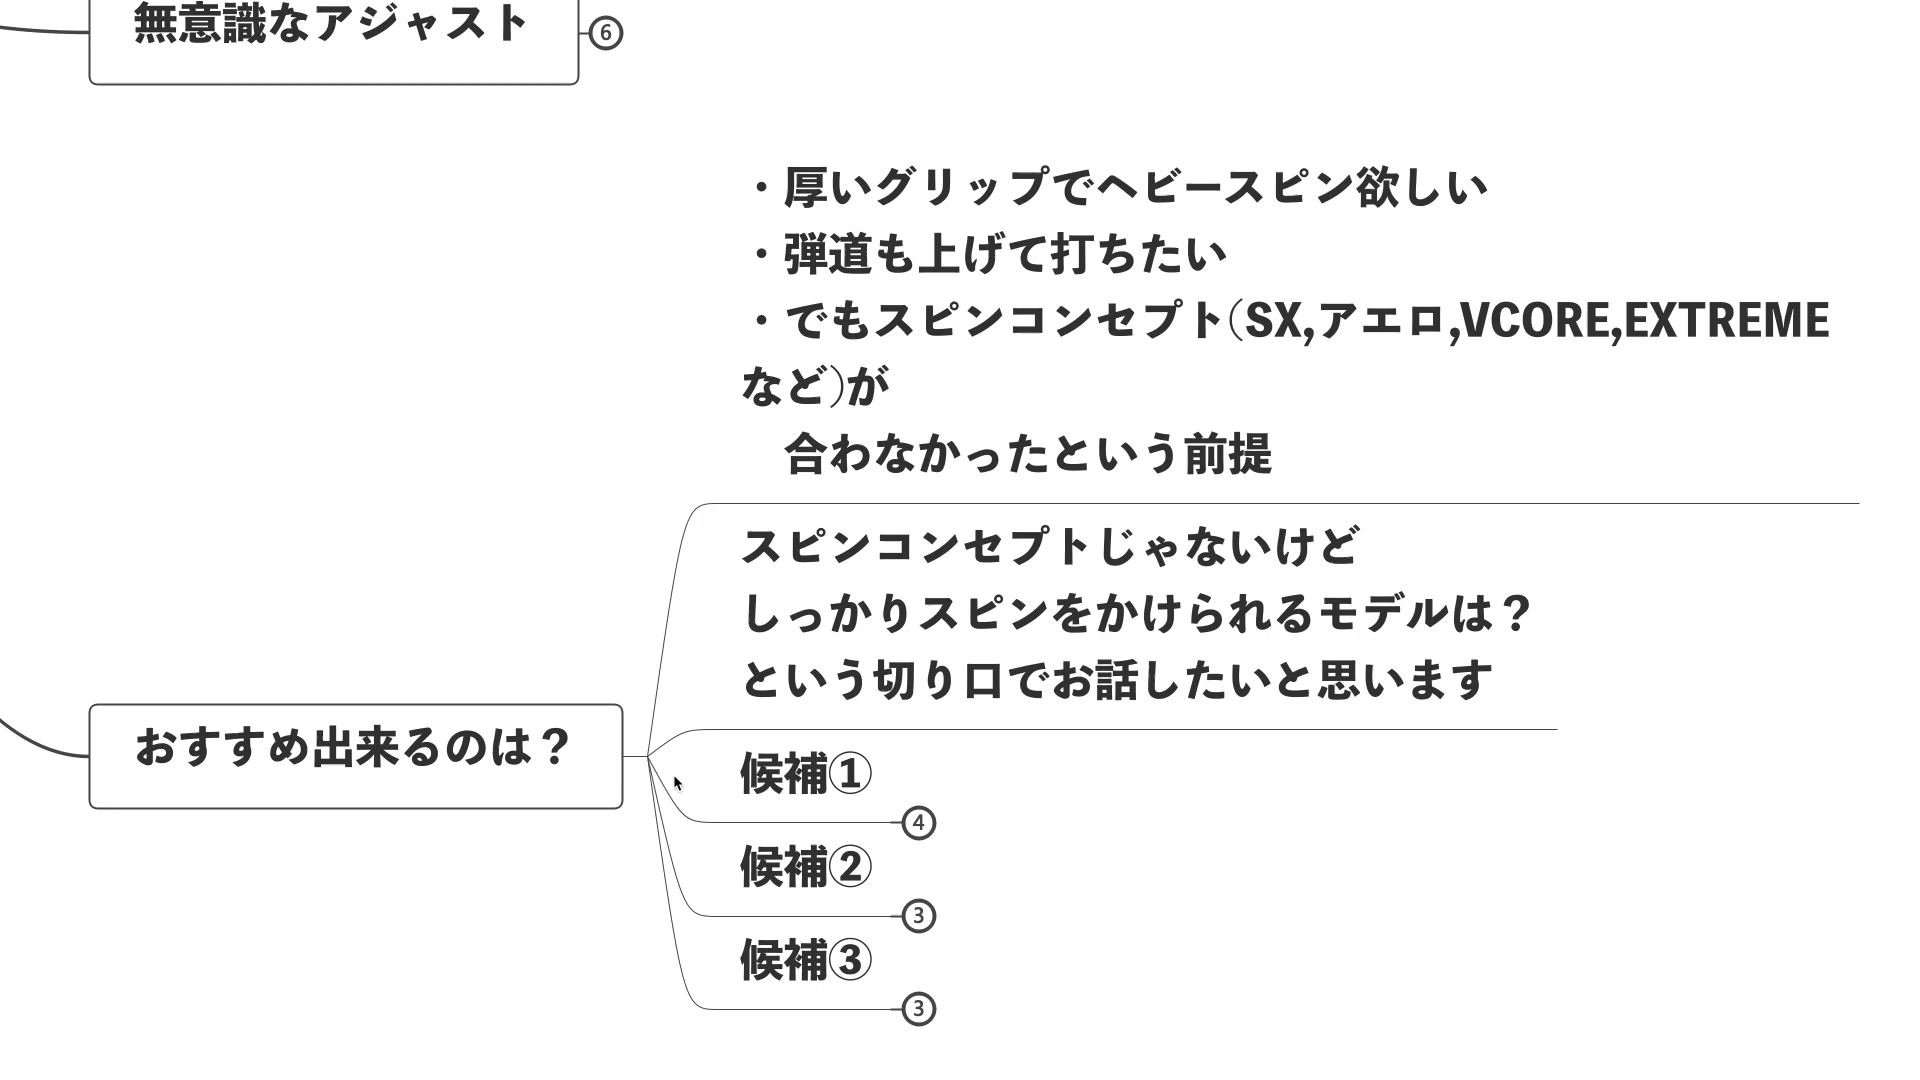 無意識なアジャスト
6
・厚いグリップでヘビースピン欲しい
・弾道も上げて打ちたい
・でもスピンコンセプト(SX,アエロ,VCORE,EXTREME
など)が
　合わなかったという前提
スピンコンセプトじゃないけど
しっかりスピンをかけられるモデルは？
という切り口でお話したいと思います
おすすめ出来るのは？
候補①
4
候補②
3
候補③
3